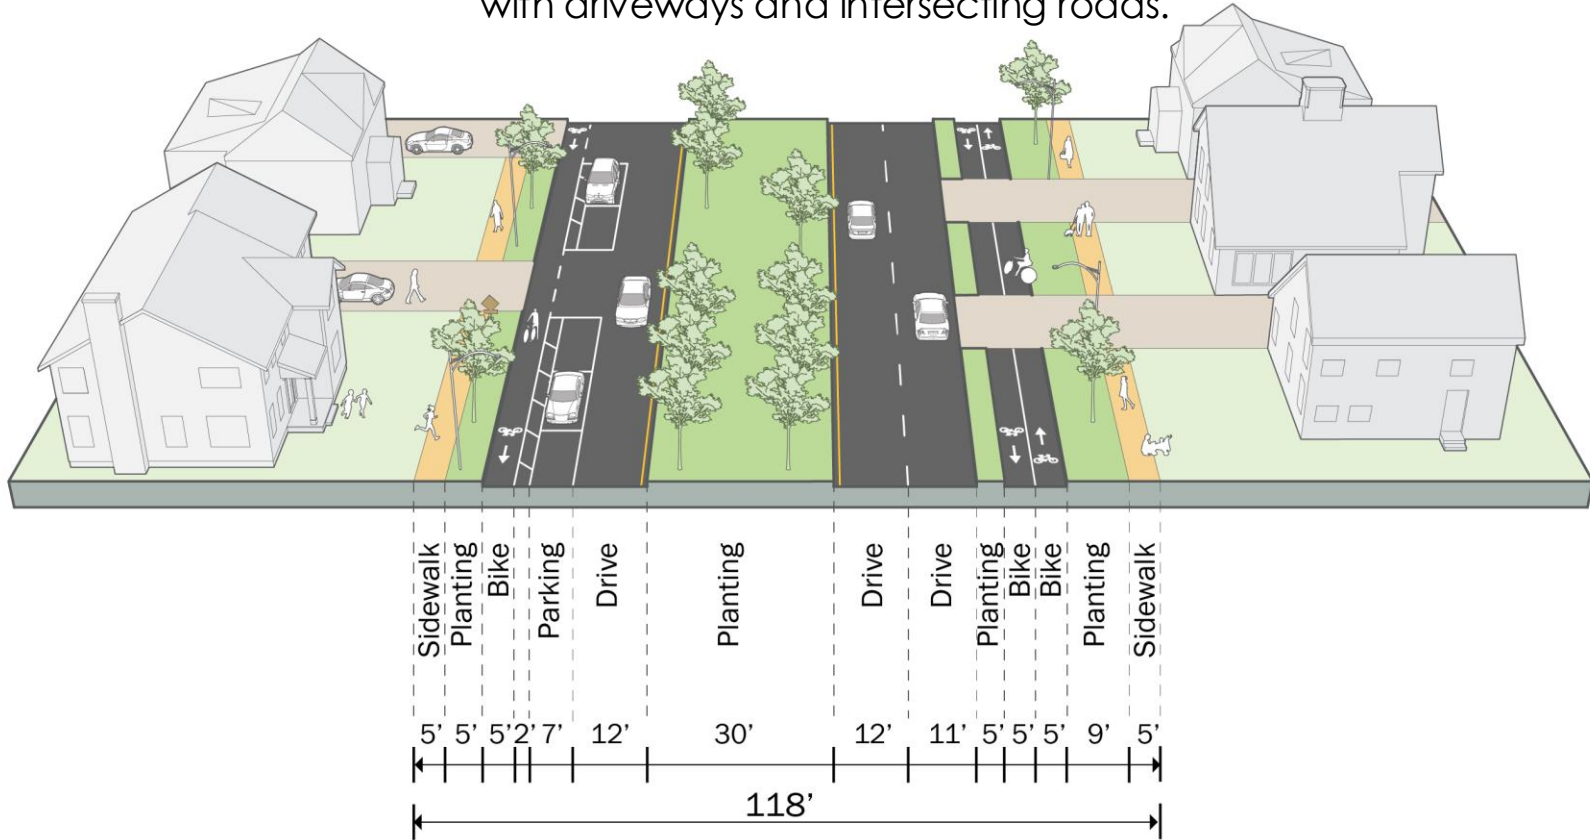 with driveways and intersecting roads.
Sidewalk
Planting
Bike
Parking
Drive
Planting
Drive
Drive
Planting
Bike
Bike
Planting
Sidewalk
5’ 5’ 5’ 2’ 7’ 12’ 30’ 12’ 11’ 5’ 5’ 5’ 9’ 5’
118’